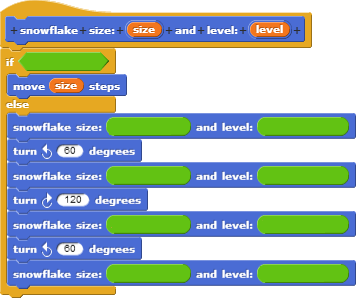 + snowflake + size: + size + and + level: + level +
if
move size steps
else
snowflake size: and level:
turn ↺ 60 degrees
snowflake size: and level:
turn ↻ 120 degrees
snowflake size: and level:
turn ↺ 60 degrees
snowflake size: and level: